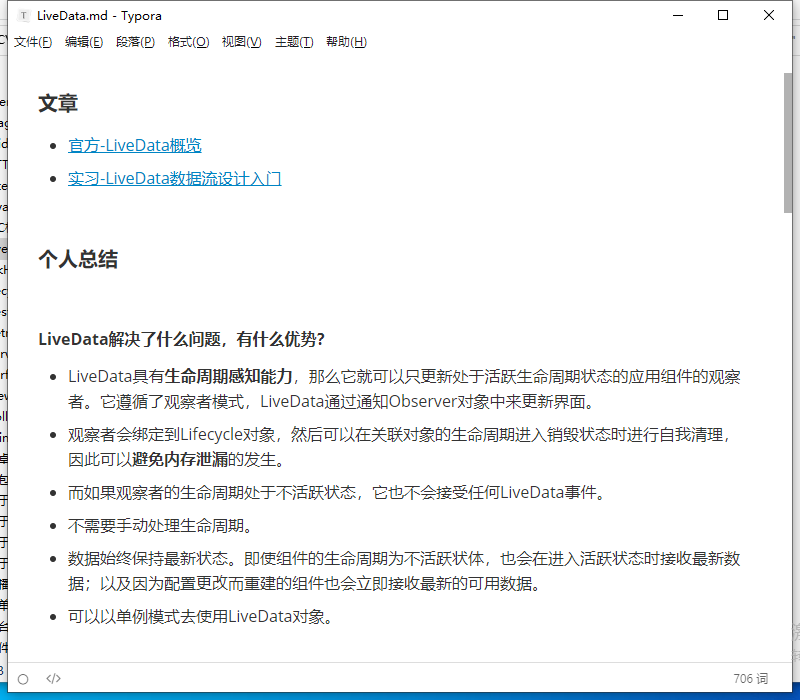 LiveData.md - Typora
文件(F) 编辑(E) 段落(P) 格式(O) 视图(V) 主题(T) 帮助(H)
文章
官方-LiveData概览
实习-LiveData数据流设计入门
个人总结
LiveData解决了什么问题，有什么优势?
LiveData具有生命周期感知能力，那么它就可以只更新处于活跃生命周期状态的应用组件的观察
者。它遵循了观察者模式，LiveData通过通知Observer对象中来更新界面。
观察者会绑定到Lifecycle对象，然后可以在关联对象的生命周期进入销毁状态时进行自我清理，
因此可以避免内存泄漏的发生。
而如果观察者的生命周期处于不活跃状态，它也不会接受任何LiveData事件。
不需要手动处理生命周期。
数据始终保持最新状态。即使组件的生命周期为不活跃状体，也会在进入活跃状态时接收最新数
据；以及因为配置更改而重建的组件也会立即接收最新的可用数据。
可以以单例模式去使用LiveData对象。
</> 706 词